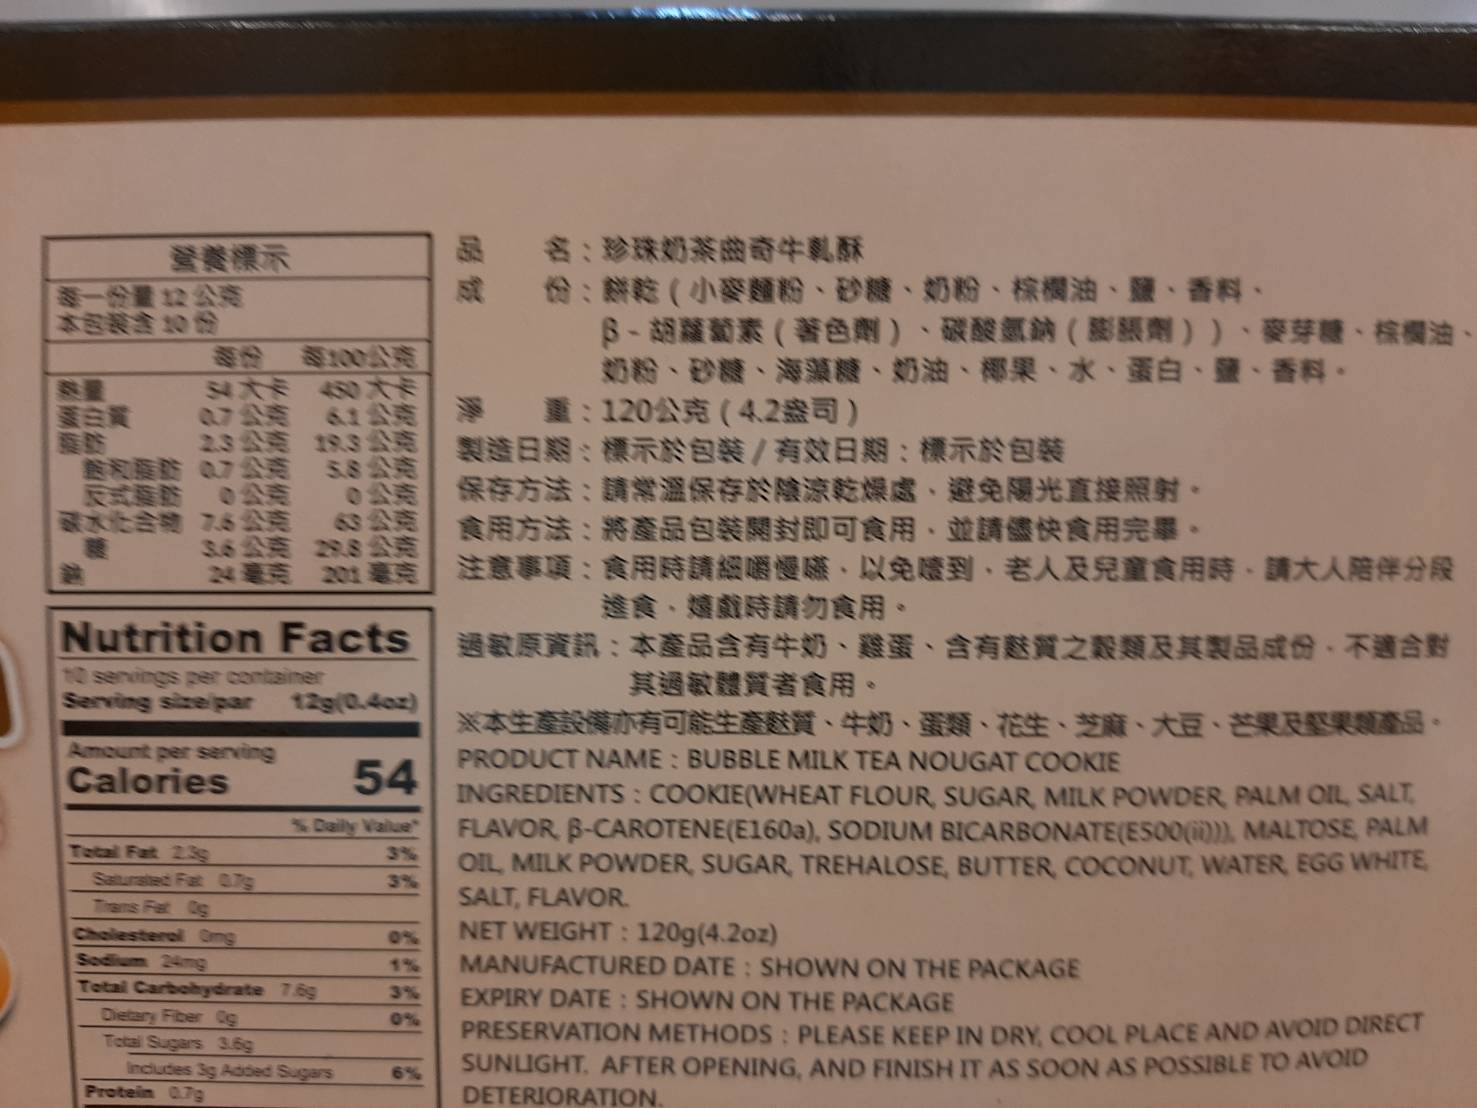 營養標示
每一份量 12 公克
本包裝含 10 份
每份 每100公克
熱量 54 大卡 450 大卡
蛋白質 0.7 公克 6.1 公克
脂肪 2.3 公克 19.3 公克
飽和脂肪 0.7 公克 5.8 公克
反式脂肪 0 公克 0 公克
碳水化合物 7.6 公克 63 公克
糖 3.6 公克 29.8 公克
鈉 24 毫克 201 毫克
Nutrition Facts
10 servings per container
Serving size/par 12g(0.4oz)
Amount per serving
Calories 54
% Daily Value*
Total Fat 2.3g 3%
Saturated Fat 0.7g 3%
Trans Fat 0g
Cholesterol 0mg 0%
Sodium 24mg 1%
Total Carbohydrate 7.6g 3%
Dietary Fiber 0g 0%
Total Sugars 3.6g
Includes 3g Added Sugars 6%
Protein 0.7g
品名：珍珠奶茶曲奇牛軋酥
成份：餅乾（小麥麵粉、砂糖、奶粉、棕櫚油、鹽、香料、
β-胡蘿蔔素（著色劑）、碳酸氫鈉（膨脹劑））、麥芽糖、棕櫚油、
奶粉、砂糖、海藻糖、奶油、椰果、水、蛋白、鹽、香料。
淨重：120公克（4.2盎司）
製造日期：標示於包裝/有效日期：標示於包裝
保存方法：請常溫保存於陰涼乾燥處，避免陽光直接照射。
食用方法：將產品包裝開封即可食用，並請儘快食用完畢。
注意事項：食用時請細嚼慢嚥，以免噎到，老人及兒童食用時，請大人陪伴分段
進食，嬉戲時請勿食用。
過敏原資訊：本產品含有牛奶、雞蛋、含有麩質之穀類及其製品成份，不適合對
其過敏體質者食用。
※本生產設備亦有可能生產麩質、牛奶、蛋類、花生、芝麻、大豆、芒果及堅果類產品。
PRODUCT NAME：BUBBLE MILK TEA NOUGAT COOKIE
INGREDIENTS：COOKIE(WHEAT FLOUR, SUGAR, MILK POWDER, PALM OIL, SALT,
FLAVOR, β-CAROTENE(E160a), SODIUM BICARBONATE(E500(ii))), MALTOSE, PALM
OIL, MILK POWDER, SUGAR, TREHALOSE, BUTTER, COCONUT, WATER, EGG WHITE,
SALT, FLAVOR.
NET WEIGHT：120g(4.2oz)
MANUFACTURED DATE：SHOWN ON THE PACKAGE
EXPIRY DATE：SHOWN ON THE PACKAGE
PRESERVATION METHODS：PLEASE KEEP IN DRY, COOL PLACE AND AVOID DIRECT
SUNLIGHT. AFTER OPENING, AND FINISH IT AS SOON AS POSSIBLE TO AVOID
DETERIORATION.